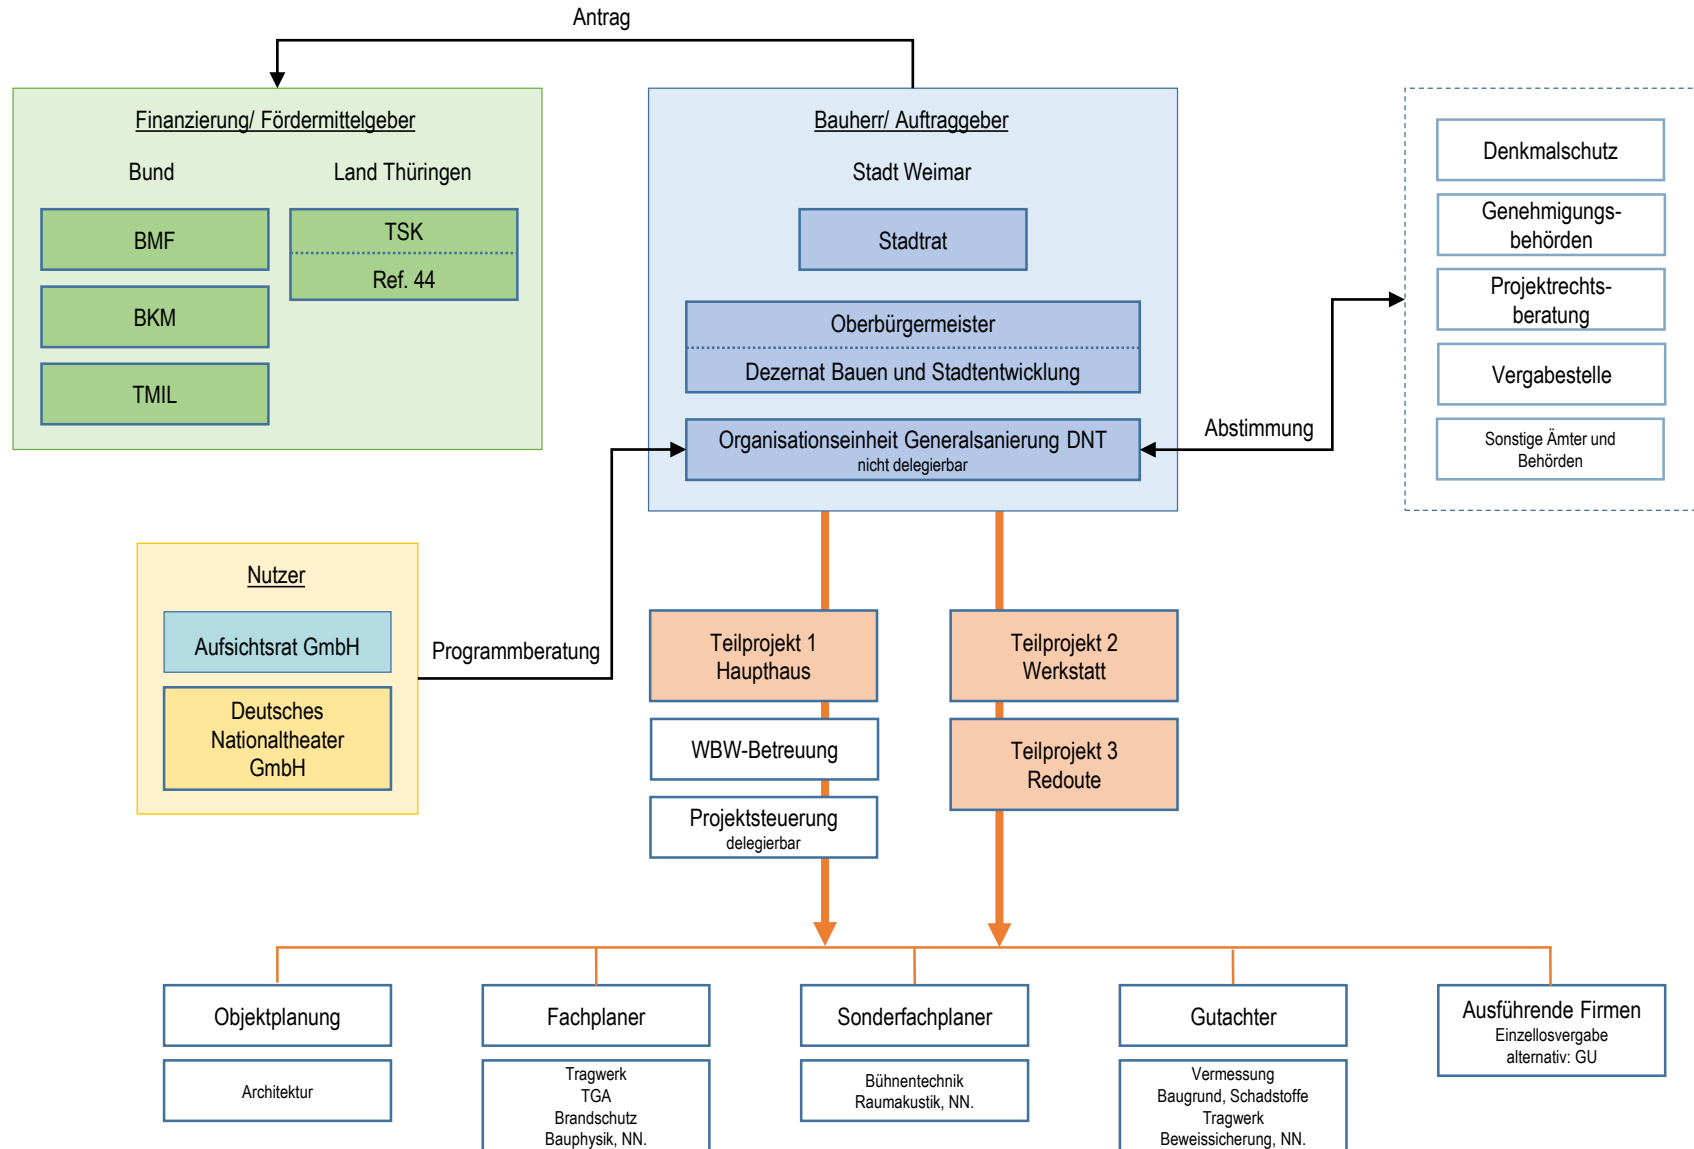 Antrag
Finanzierung/ Fördermittelgeber
Bund
Land Thüringen
BMF
BKM
TMIL
TSK
Ref. 44
Bauherr/ Auftraggeber
Stadt Weimar
Stadtrat
Oberbürgermeister
Dezernat Bauen und Stadtentwicklung
Organisationseinheit Generalsanierung DNT
nicht delegierbar
Abstimmung
Denkmalschutz
Genehmigungs-
behörden
Projektrechts-
beratung
Vergabestelle
Sonstige Ämter und
Behörden
Nutzer
Aufsichtsrat GmbH
Deutsches
Nationaltheater
GmbH
Programmberatung
Teilprojekt 1
Haupthaus
WBW-Betreuung
Projektsteuerung
delegierbar
Teilprojekt 2
Werkstatt
Teilprojekt 3
Redoute
Objektplanung
Architektur
Fachplaner
Tragwerk
TGA
Brandschutz
Bauphysik, NN.
Sonderfachplaner
Bühnentechnik
Raumakustik, NN.
Gutachter
Vermessung
Baugrund, Schadstoffe
Tragwerk
Beweissicherung, NN.
Ausführende Firmen
Einzellosvergabe
alternativ: GU